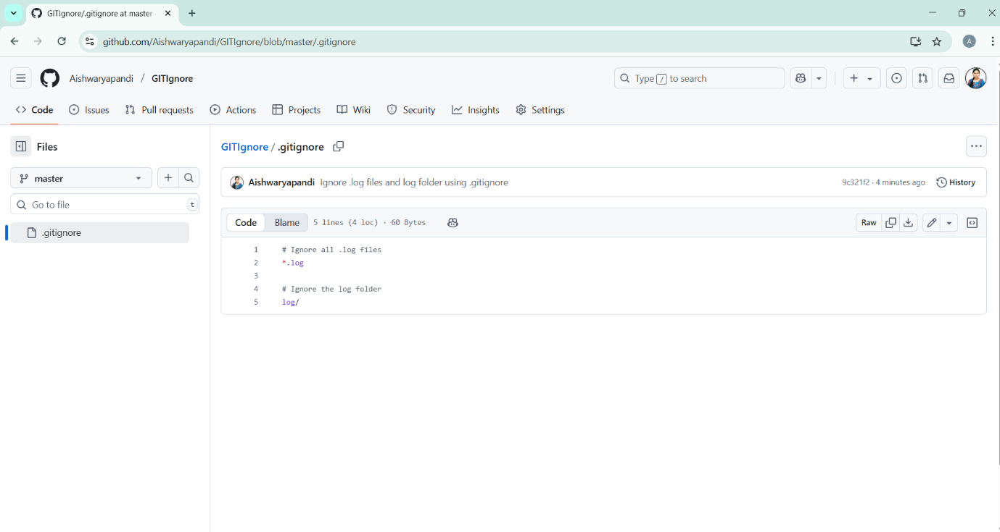 GITIgnore/.gitignore at master
github.com/Aishwaryapandi/GITIgnore/blob/master/.gitignore
A
Aishwaryapandi / GITIgnore
Type / to search
Code Issues Pull requests Actions Projects Wiki Security Insights Settings
Files
GITIgnore / .gitignore
master
Aishwaryapandi Ignore .log files and log folder using .gitignore 9c321f2 · 4 minutes ago History
Go to file t
Code Blame 5 lines (4 loc) · 60 Bytes Raw
.gitignore
1 # Ignore all .log files
2 *.log
3
4 # Ignore the log folder
5 log/